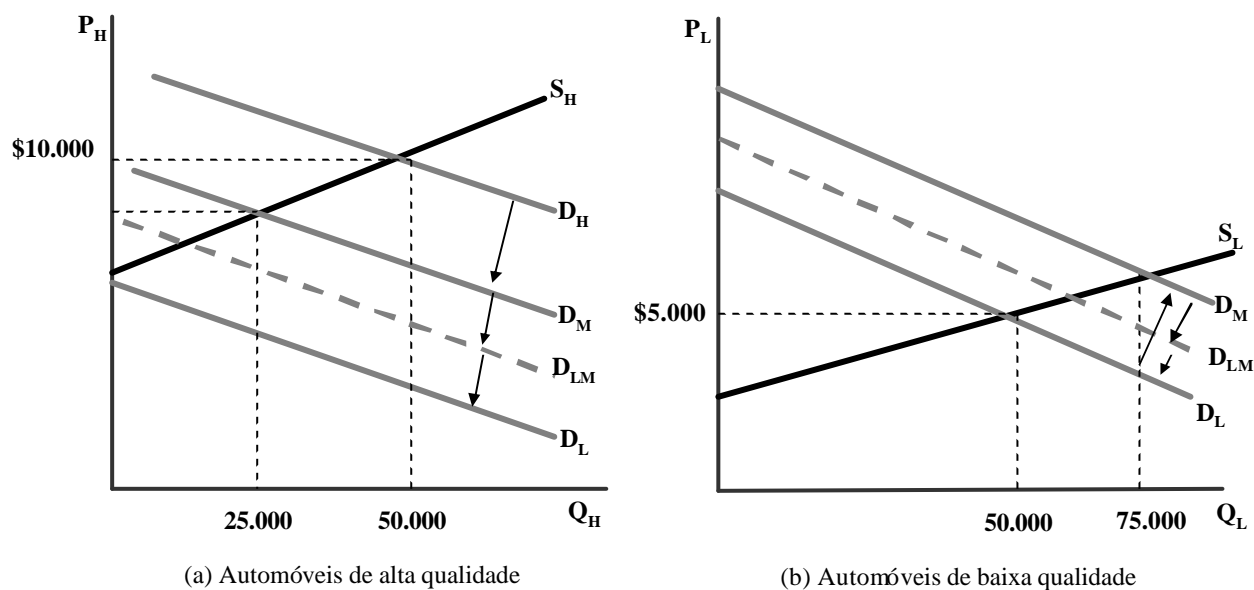 P_H
S_H
$10.000
D_H
D_M
D_LM
D_L
25.000
50.000
Q_H
(a) Automóveis de alta qualidade
P_L
S_L
$5.000
D_M
D_LM
D_L
50.000
75.000
Q_L
(b) Automóveis de baixa qualidade